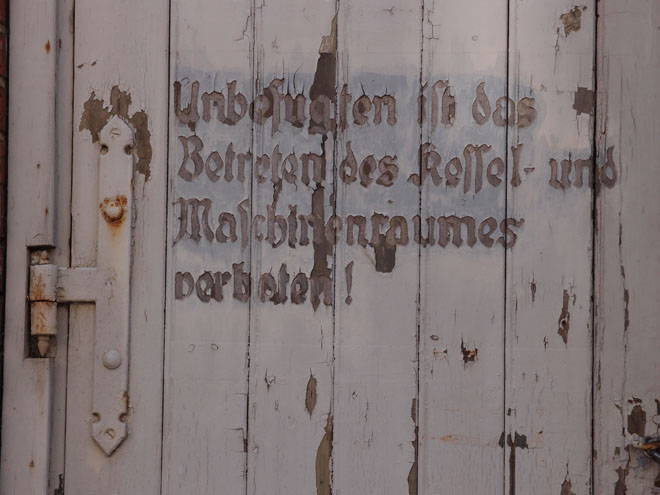 Unbefugten ist das
Betreten des Kessel- und
Maschinenraumes
verboten!